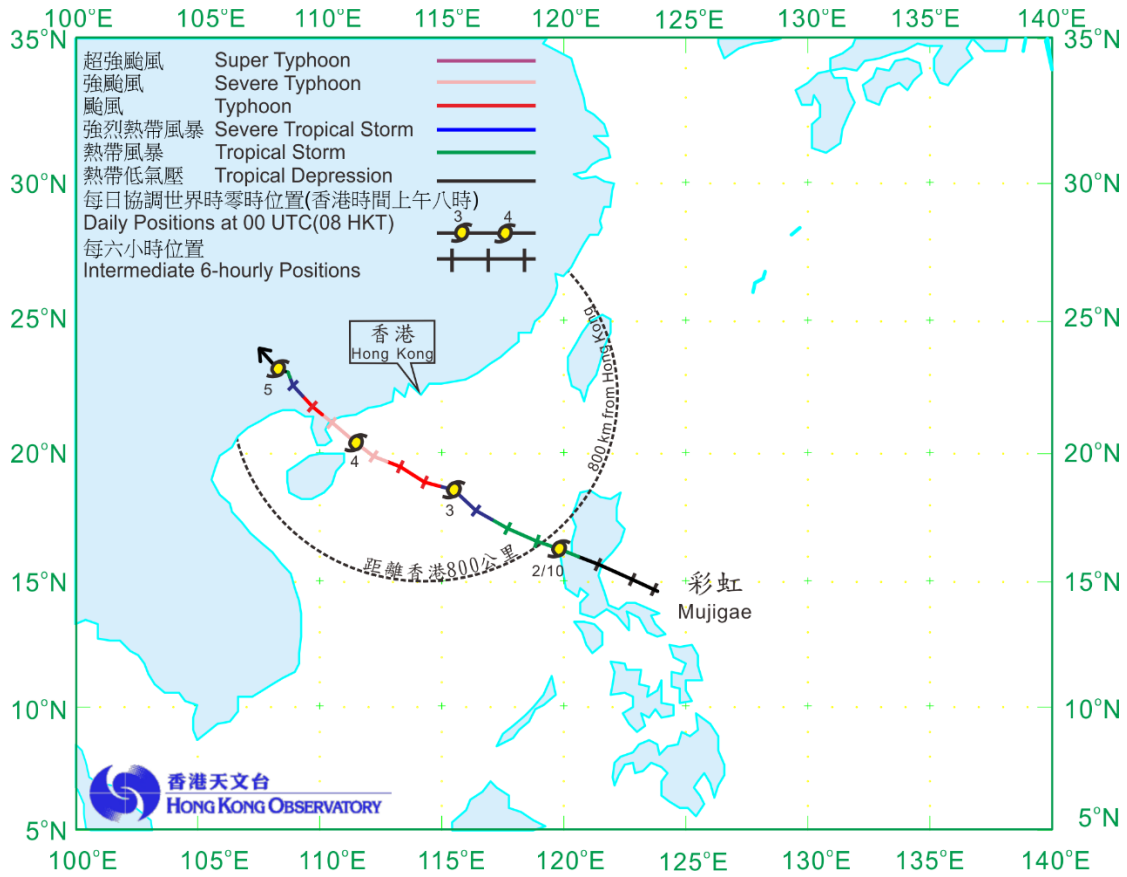 100°E 105°E 110°E 115°E 120°E 125°E 130°E 135°E 140°E
35°N 35°N
超強颱風 Super Typhoon
強颱風 Severe Typhoon
颱風 Typhoon
強烈熱帶風暴 Severe Tropical Storm
熱帶風暴 Tropical Storm
熱帶低氣壓 Tropical Depression
30°N 30°N
每日協調世界時零時位置(香港時間上午八時)
3 4
Daily Positions at 00 UTC(08 HKT)
每六小時位置
Intermediate 6-hourly Positions
25°N 25°N
香港
Hong Kong
800 km from Hong Kong
5
20°N 20°N
4
3
距離香港800公里
2/10
15°N 15°N
彩虹
Mujigae
10°N 10°N
香港天文台
HONG KONG OBSERVATORY
5°N 5°N
100°E 105°E 110°E 115°E 120°E 125°E 130°E 135°E 140°E